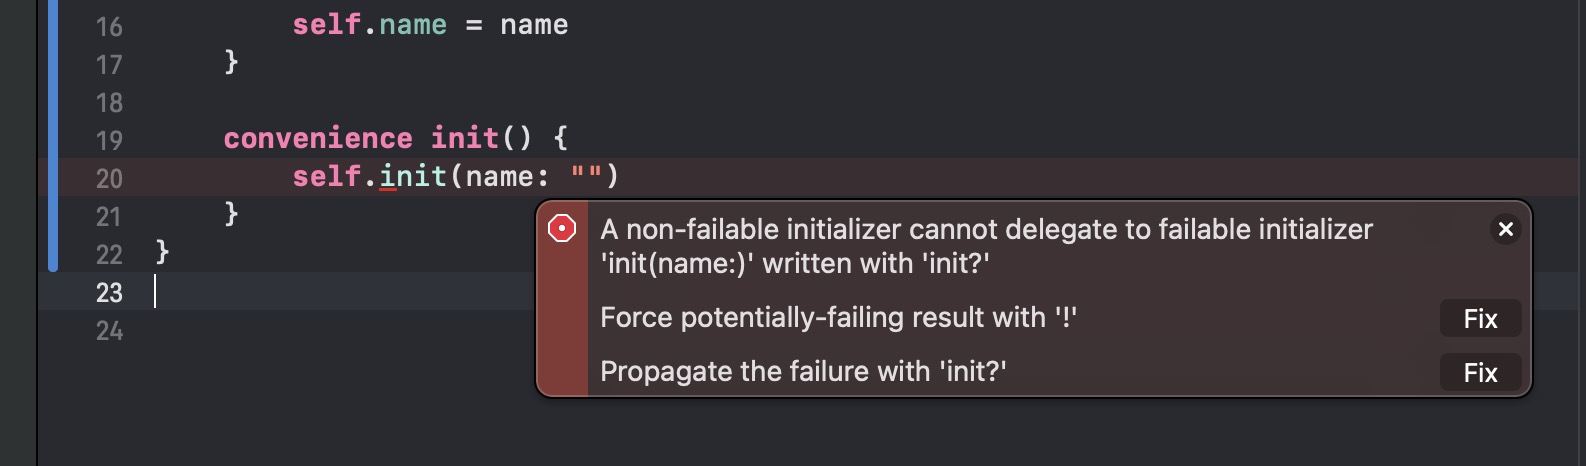 16 self.name = name
17 }
18
19 convenience init() {
20 self.init(name: "")
21 }
22 }
23
24
A non-failable initializer cannot delegate to failable initializer
'init(name:)' written with 'init?'
Force potentially-failing result with '!' Fix
Propagate the failure with 'init?' Fix